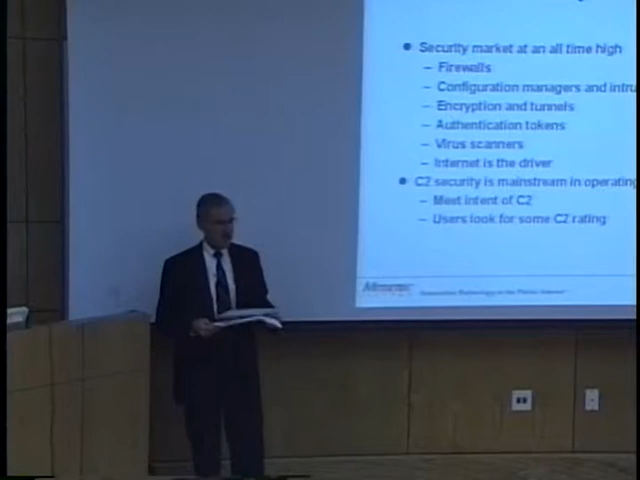 ● Security market at an all time high
– Firewalls
– Configuration managers and intru
– Encryption and tunnels
– Authentication tokens
– Virus scanners
– Internet is the driver
● C2 security is mainstream in operating
– Meet intent of C2
– Users look for some C2 rating